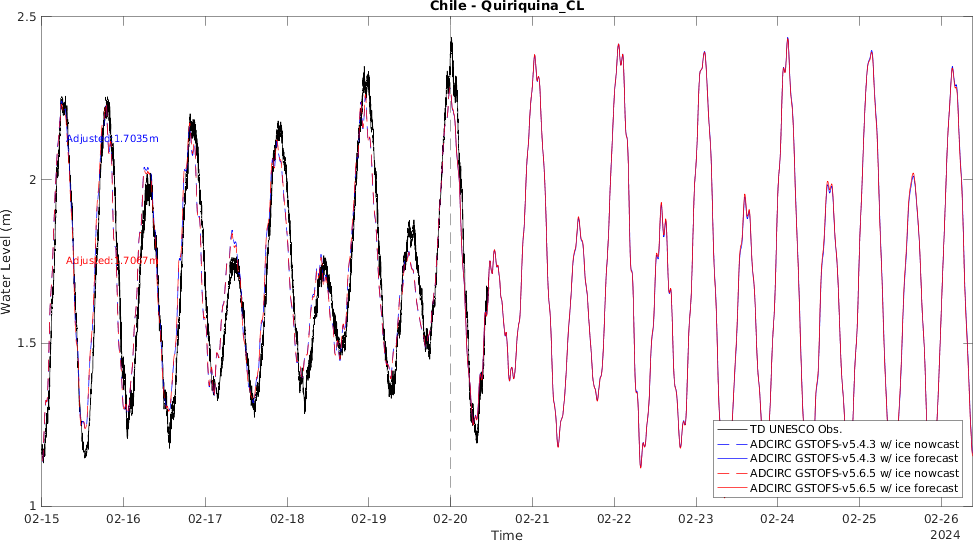 Chile - Quiriquina_CL
2.5
2
1.5
1
Water Level (m)
Adjusted:1.7035m
Adjusted:1.7067m
TD UNESCO Obs.
ADCIRC GSTOFS-v5.4.3 w/ ice nowcast
ADCIRC GSTOFS-v5.4.3 w/ ice forecast
ADCIRC GSTOFS-v5.6.5 w/ ice nowcast
ADCIRC GSTOFS-v5.6.5 w/ ice forecast
02-15 02-16 02-17 02-18 02-19 02-20 02-21 02-22 02-23 02-24 02-25 02-26
Time
2024